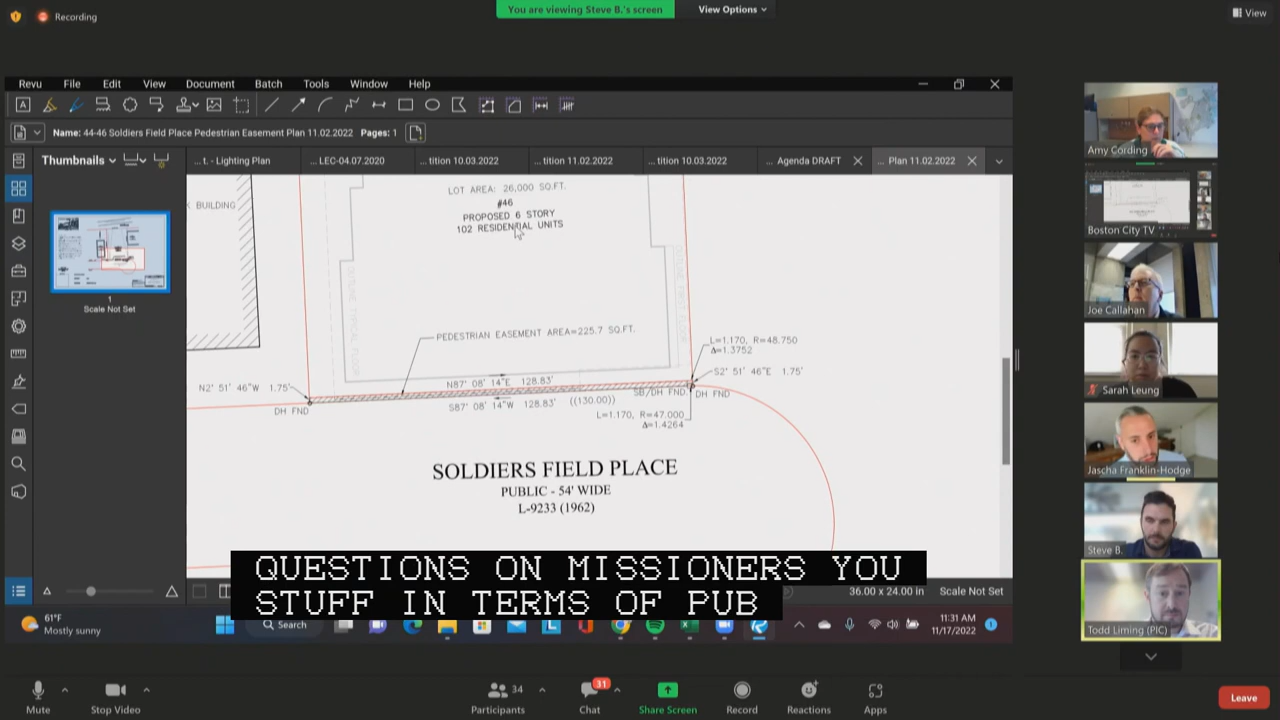 Recording
You are viewing Steve B.'s screen
View Options
View
Revu File Edit View Document Batch Tools Window Help
Name: 44-46 Soldiers Field Place Pedestrian Easement Plan 11.02.2022 Pages: 1
Thumbnails
... t. - Lighting Plan
... LEC-04.07.2020
... tition 10.03.2022
... tition 11.02.2022
... tition 10.03.2022
... Agenda DRAFT
... Plan 11.02.2022
1
Scale Not Set
BUILDING
LOT AREA: 26,000 SQ.FT.
#46
PROPOSED 6 STORY
102 RESIDENTIAL UNITS
PEDESTRIAN EASEMENT AREA=225.7 SQ.FT.
L=1.170, R=48.750
Δ=1.3752
S2° 51' 46"E 1.75'
N2° 51' 46"W 1.75'
N87° 08' 14"E 128.83'
DH FND
S87° 08' 14"W 128.83' ((130.00))
SB/DH FND.
DH FND
L=1.170, R=47.000
Δ=1.4264
SOLDIERS FIELD PLACE
PUBLIC - 54' WIDE
L-9233 (1962)
QUESTIONS ON MISSIONERS YOU
STUFF IN TERMS OF PUB
36.00 x 24.00 in
Scale Not Set
61°F
Mostly sunny
Search
11:31 AM
11/17/2022
1
Amy Cording
Boston City TV
Joe Callahan
Sarah Leung
Jascha Franklin-Hodge
Steve B.
Todd Liming (PIC)
Mute
Stop Video
34
Participants
31
Chat
Share Screen
Record
Reactions
Apps
Leave